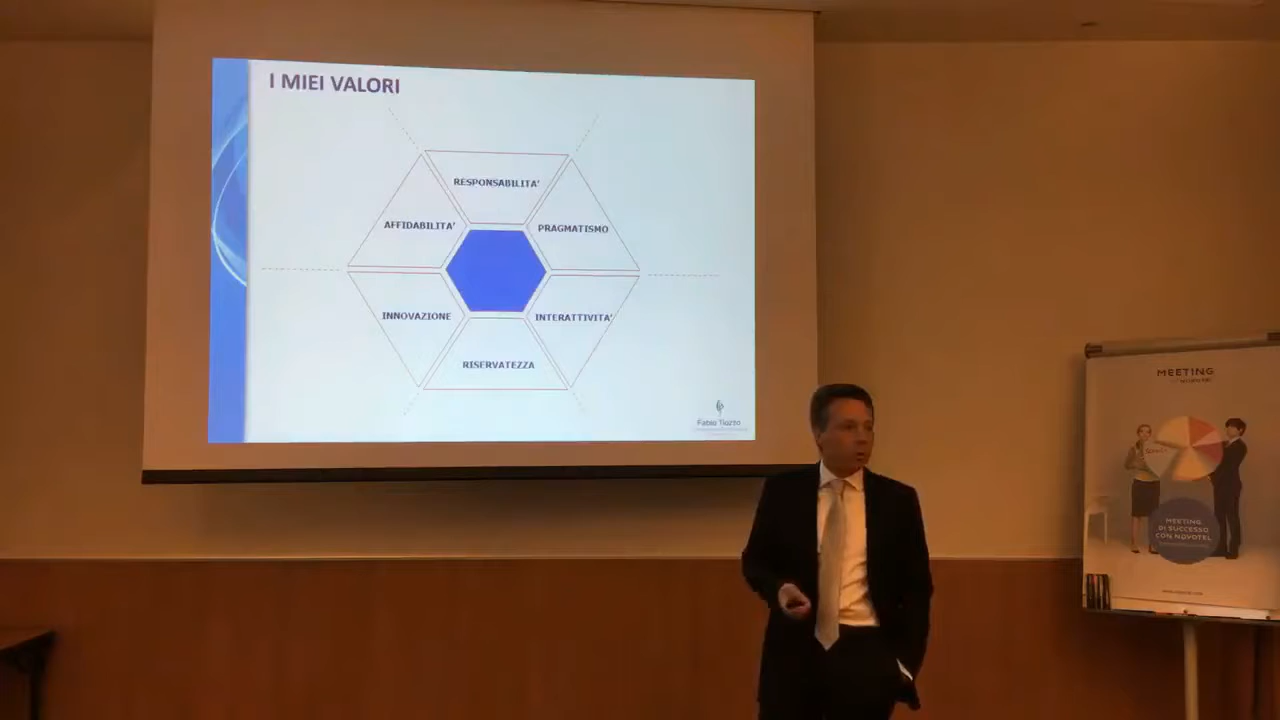 I MIEI VALORI
RESPONSABILITA'
AFFIDABILITA'
PRAGMATISMO
INNOVAZIONE
INTERATTIVITA'
RISERVATEZZA
Fabio Tiozzo
MEETING
MEETING
DI SUCCESSO
CON NOVOTEL